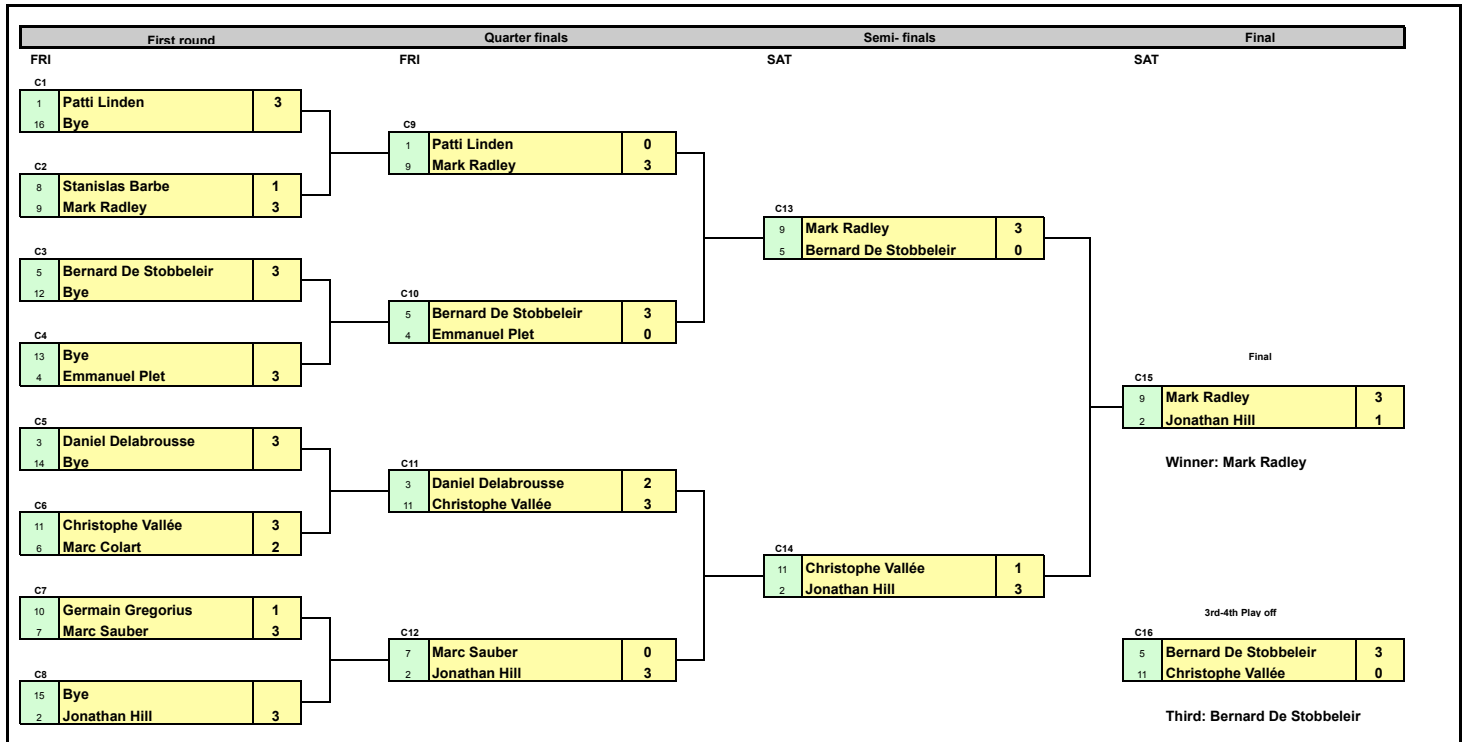 First round Quarter finals Semi- finals Final
FRI FRI SAT SAT
C1
1 Patti Linden 3
16 Bye
C2
8 Stanislas Barbe 1
9 Mark Radley 3
C3
5 Bernard De Stobbeleir 3
12 Bye
C4
13 Bye
4 Emmanuel Plet 3
C5
3 Daniel Delabrousse 3
14 Bye
C6
11 Christophe Vallée 3
6 Marc Colart 2
C7
10 Germain Gregorius 1
7 Marc Sauber 3
C8
15 Bye
2 Jonathan Hill 3
C9
1 Patti Linden 0
9 Mark Radley 3
C10
5 Bernard De Stobbeleir 3
4 Emmanuel Plet 0
C11
3 Daniel Delabrousse 2
11 Christophe Vallée 3
C12
7 Marc Sauber 0
2 Jonathan Hill 3
C13
9 Mark Radley 3
5 Bernard De Stobbeleir 0
C14
11 Christophe Vallée 1
2 Jonathan Hill 3
Final
C15
9 Mark Radley 3
2 Jonathan Hill 1
Winner: Mark Radley
3rd-4th Play off
C16
5 Bernard De Stobbeleir 3
11 Christophe Vallée 0
Third: Bernard De Stobbeleir